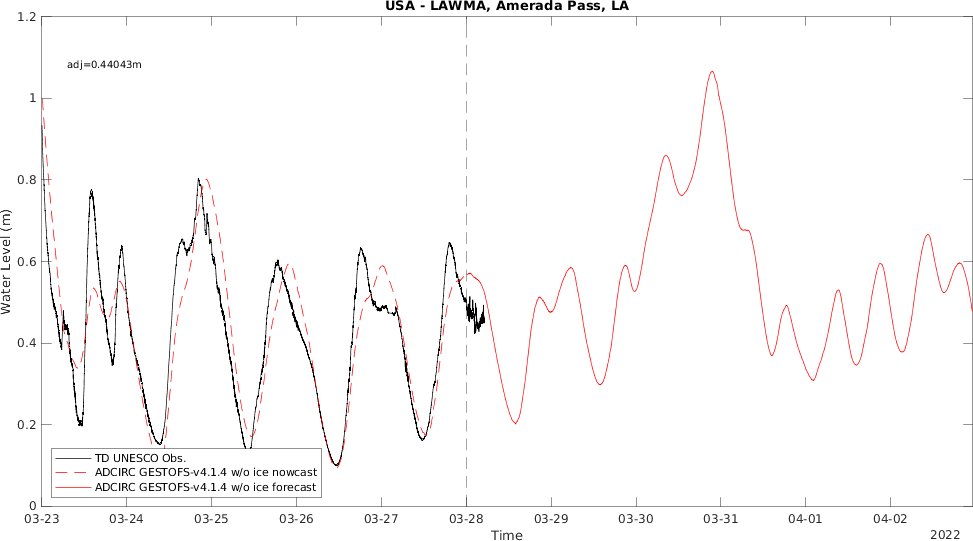 USA - LAWMA, Amerada Pass, LA
1.2
adj=0.44043m
1
0.8
Water Level (m)
0.6
0.4
0.2
TD UNESCO Obs.
ADCIRC GESTOFS-v4.1.4 w/o ice nowcast
ADCIRC GESTOFS-v4.1.4 w/o ice forecast
0
03-23 03-24 03-25 03-26 03-27 03-28 03-29 03-30 03-31 04-01 04-02
Time
2022